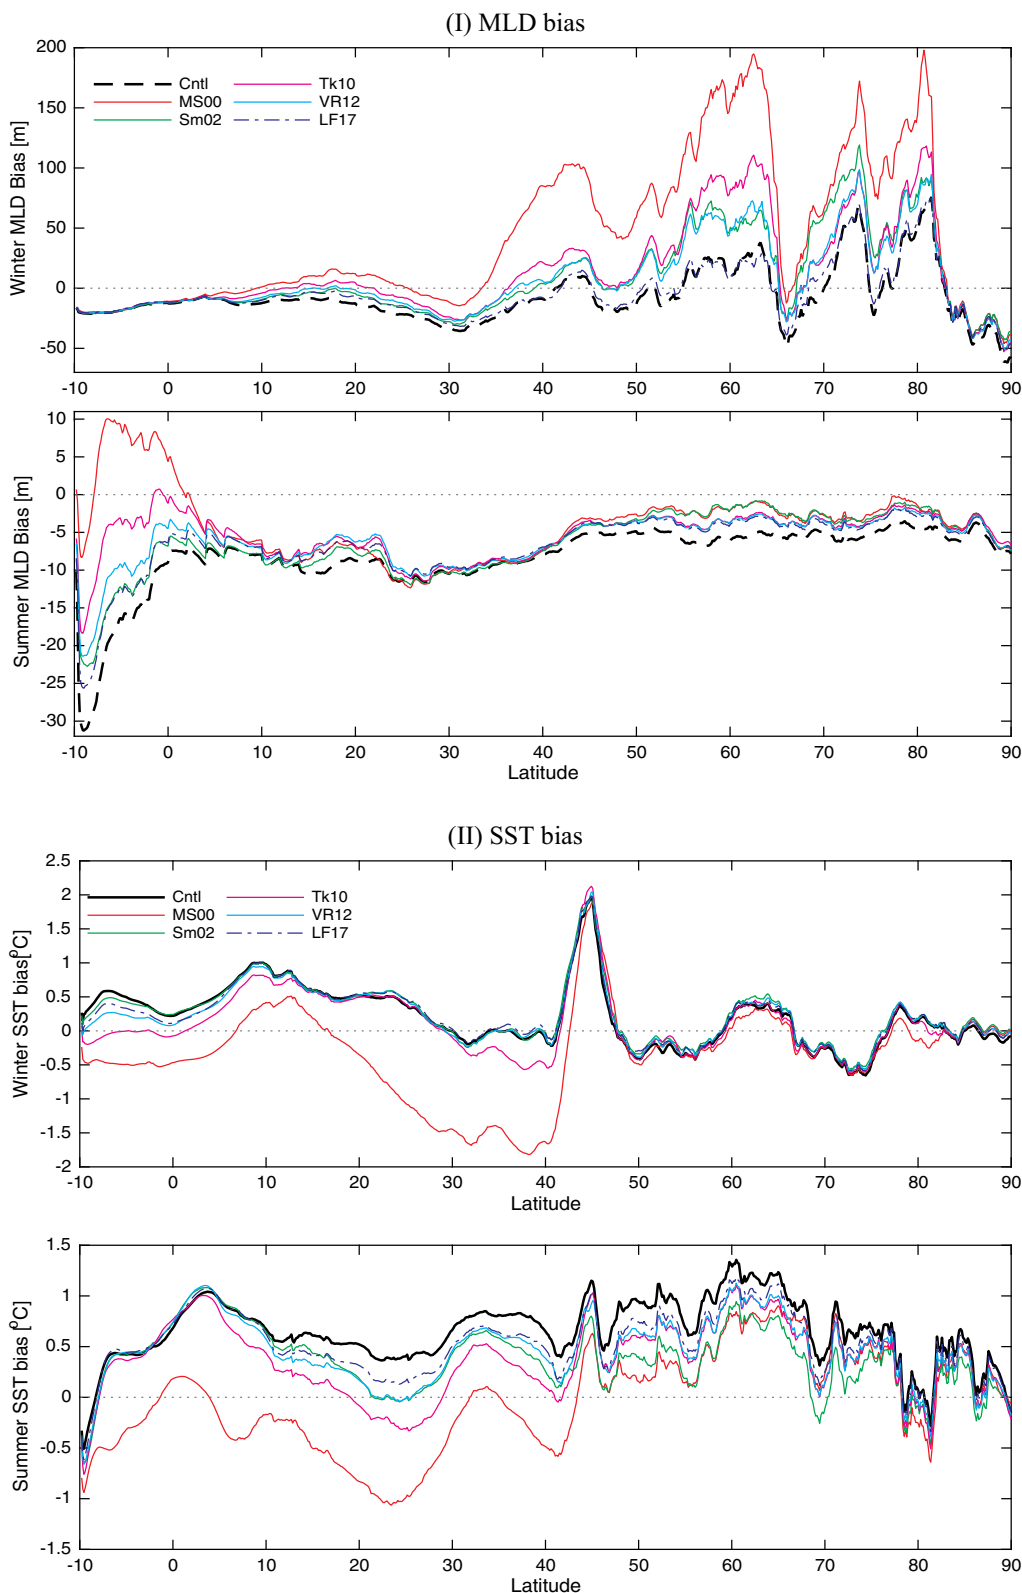 (I) MLD bias
200
150
100
50
0
-50
Winter MLD Bias [m]
Cntl
MS00
Sm02
Tk10
VR12
LF17
-10 0 10 20 30 40 50 60 70 80 90
10
5
0
-5
-10
-15
-20
-25
-30
Summer MLD Bias [m]
-10 0 10 20 30 40 50 60 70 80 90
Latitude
(II) SST bias
2.5
2
1.5
1
0.5
0
-0.5
-1
-1.5
-2
Winter SST bias[⁰C]
Cntl
MS00
Sm02
Tk10
VR12
LF17
-10 0 10 20 30 40 50 60 70 80 90
Latitude
1.5
1
0.5
0
-0.5
-1
-1.5
Summer SST bias [⁰C]
-10 0 10 20 30 40 50 60 70 80 90
Latitude